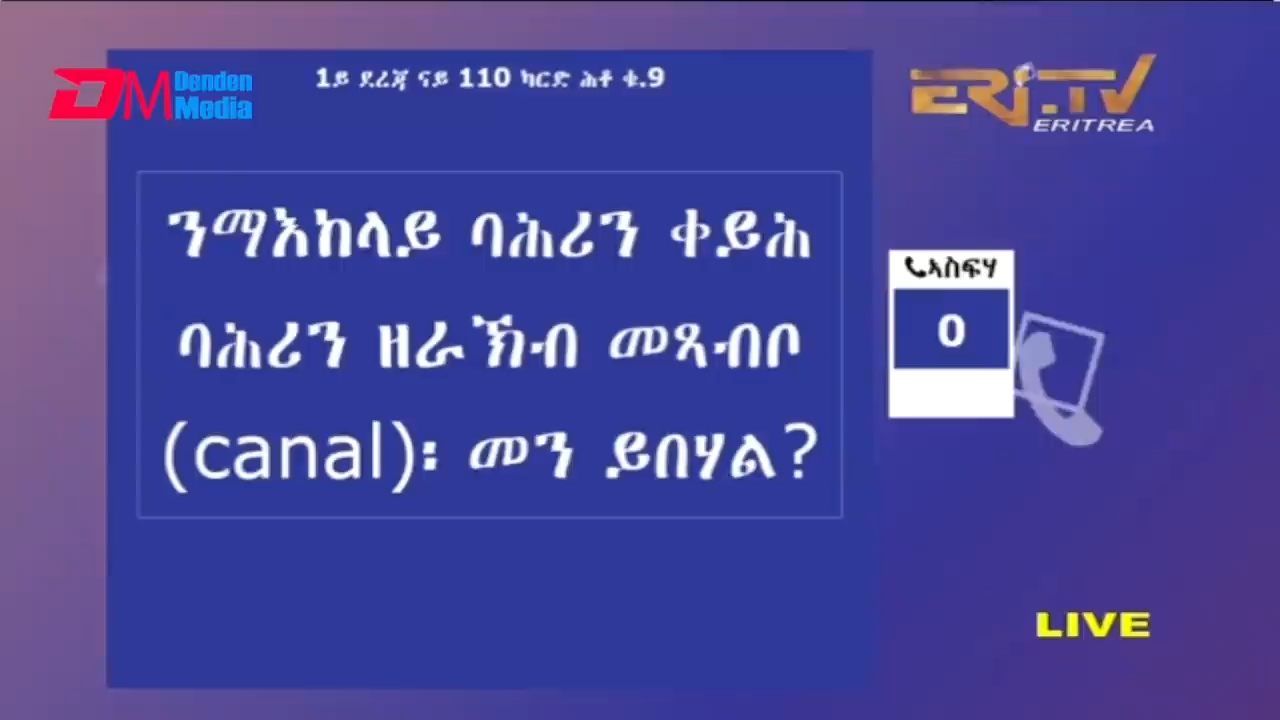 DM Denden Media
1ይ ደረጃ ናይ 110 ካርድ ሕቶ ቁ.9
ERi.TV
ERITREA
ንማእከላይ ባሕሪን ቀይሕ
ባሕሪን ዘራኽብ መጻብቦ
(canal)፡ መን ይበሃል?
ኣስፍሃ
0
LIVE